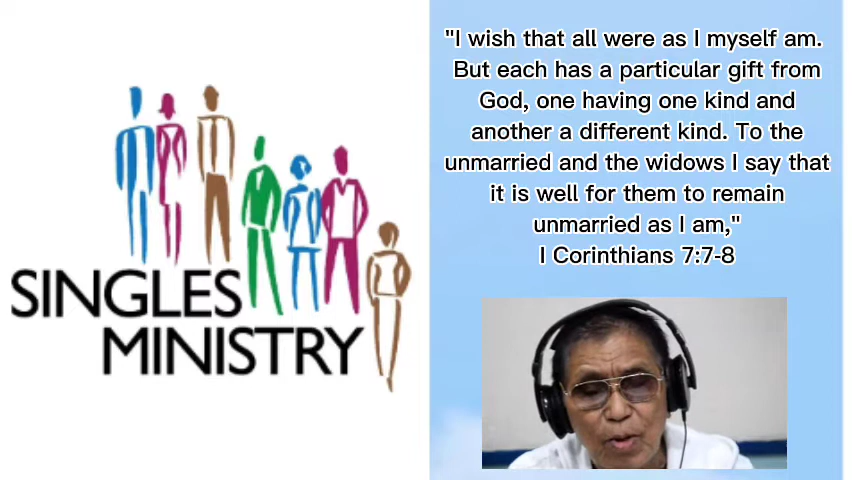 SINGLES
MINISTRY
"I wish that all were as I myself am.
But each has a particular gift from
God, one having one kind and
another a different kind. To the
unmarried and the widows I say that
it is well for them to remain
unmarried as I am,"
I Corinthians 7:7-8